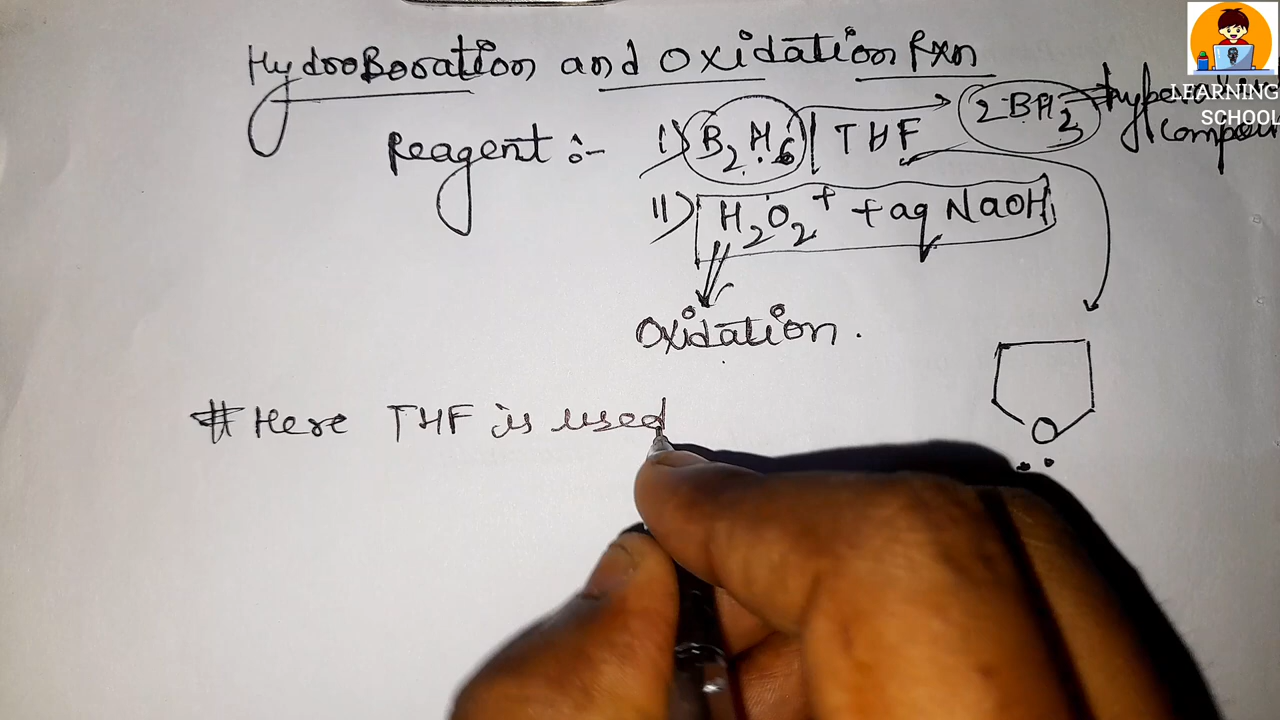 HydroBoration and Oxidation Rxn
Reagent :- I) B2H6 | THF → 2BH3
II) H2O2 + + aq NaOH
Oxidation .
O
# Here THF is used
LEARNING
SCHOOL